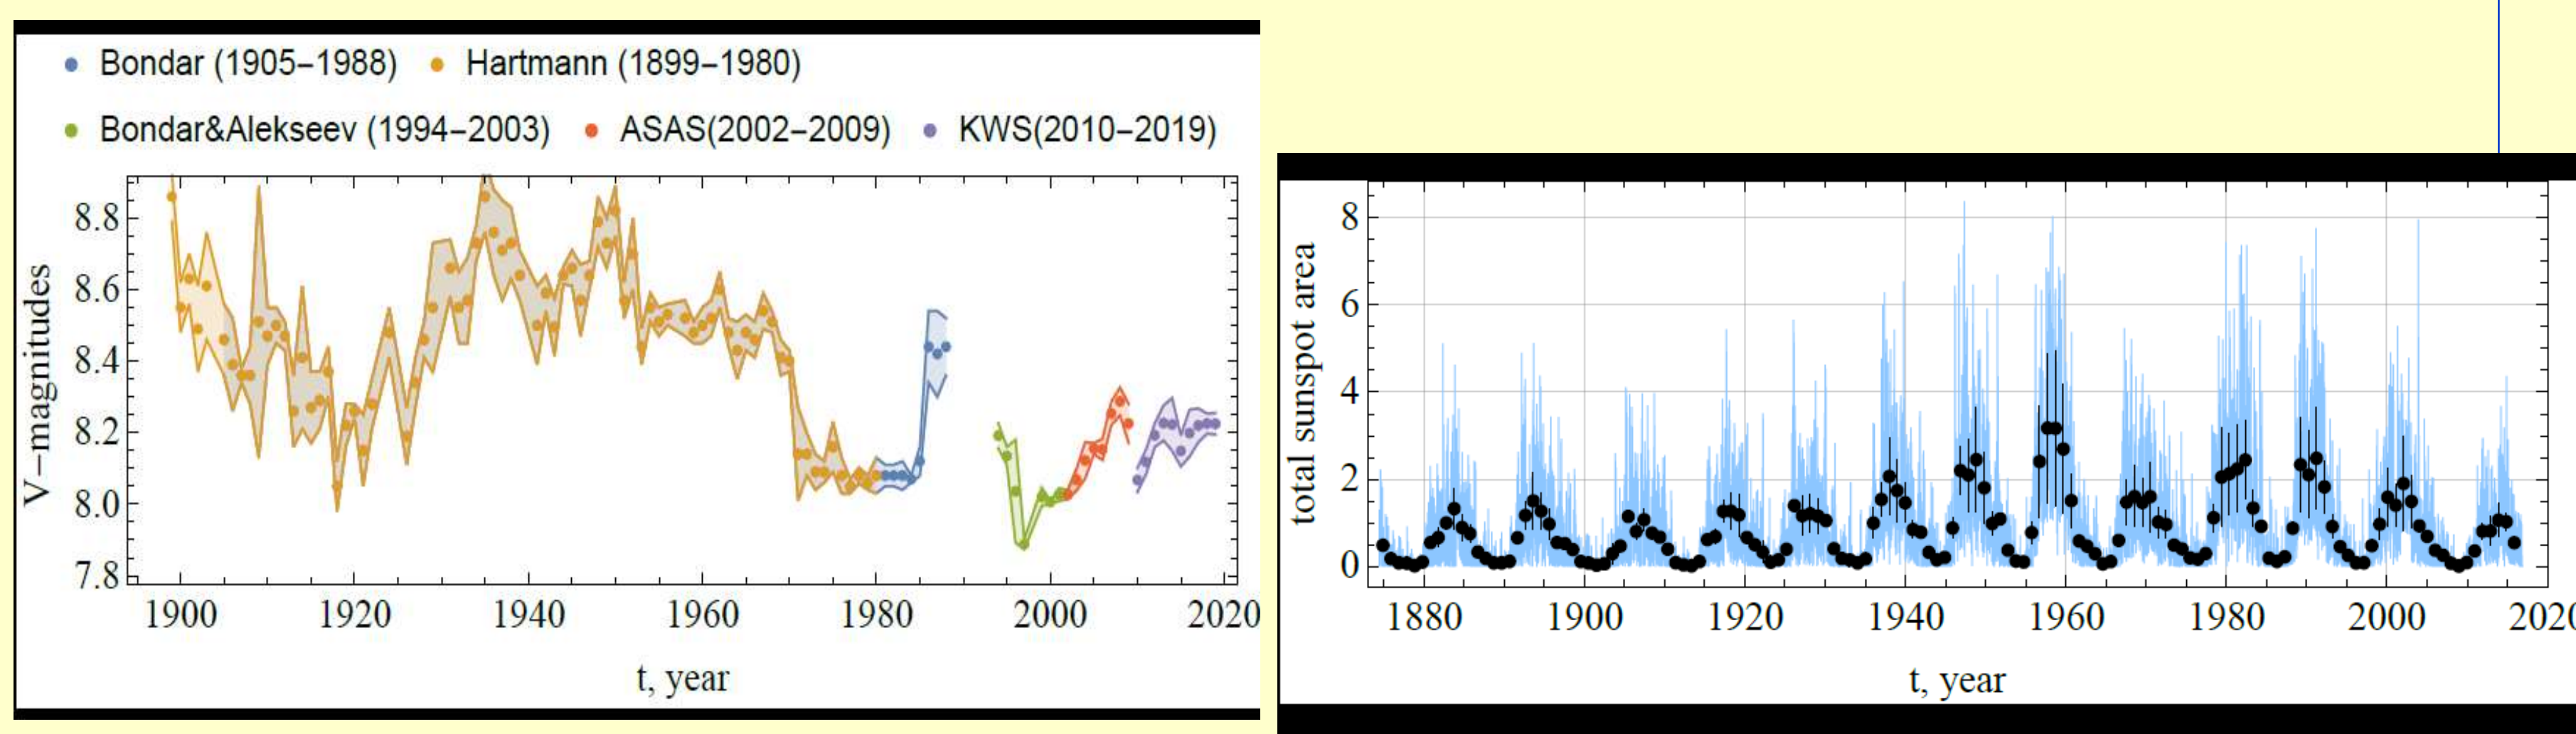 Bondar (1905–1988) Hartmann (1899–1980)
Bondar&Alekseev (1994–2003) ASAS(2002–2009) KWS(2010–2019)
V–magnitudes
8.8
8.6
8.4
8.2
8.0
7.8
1900 1920 1940 1960 1980 2000 2020
t, year
total sunspot area
8
6
4
2
0
1880 1900 1920 1940 1960 1980 2000 2020
t, year